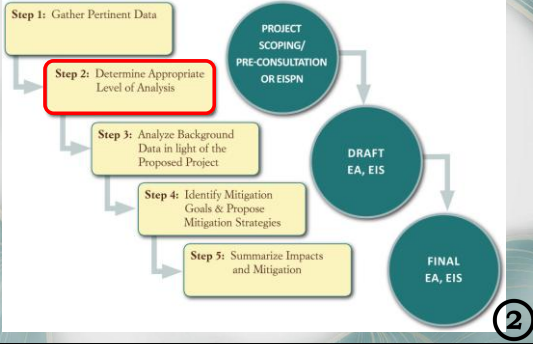 Step 1: Gather Pertinent Data
Step 2: Determine Appropriate
Level of Analysis
Step 3: Analyze Background
Data in light of the
Proposed Project
Step 4: Identify Mitigation
Goals & Propose
Mitigation Strategies
Step 5: Summarize Impacts
and Mitigation
PROJECT
SCOPING/
PRE-CONSULTATION
OR EISPN
DRAFT
EA, EIS
FINAL
EA, EIS
2